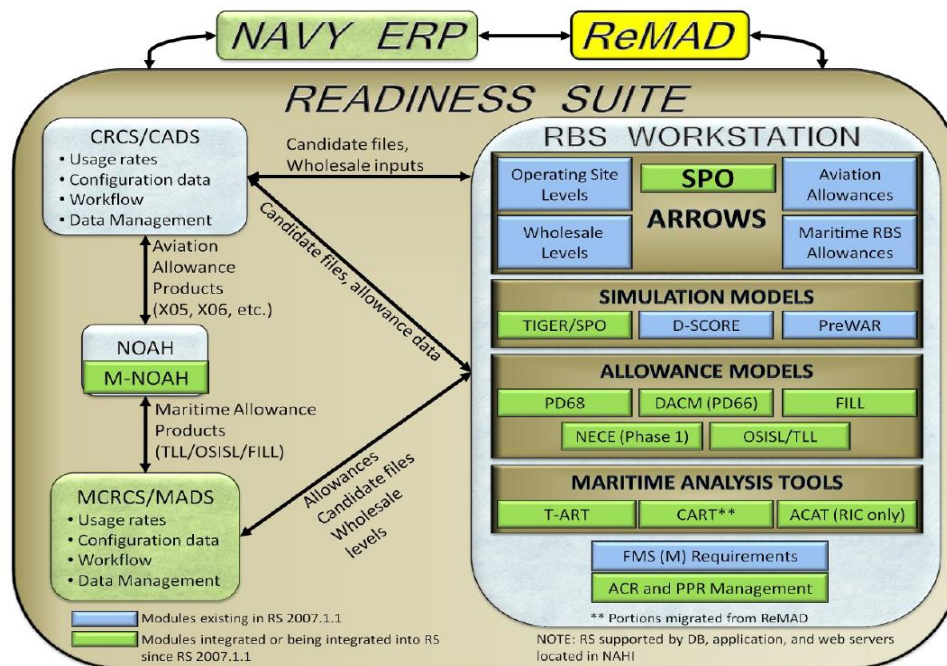 NAVY ERP
ReMAD
READINESS SUITE
CRCS/CADS
• Usage rates
• Configuration data
• Workflow
• Data Management
Candidate files,
Wholesale inputs
Candidate files, allowance data
Aviation
Allowance
Products
(X05, X06, etc.)
NOAH
M-NOAH
Maritime Allowance
Products
(TLL/OSISL/FILL)
Allowances
Candidate files
Wholesale
levels
MCRCS/MADS
• Usage rates
• Configuration data
• Workflow
• Data Management
Modules existing in RS 2007.1.1
Modules integrated or being integrated into RS
since RS 2007.1.1
RBS WORKSTATION
Operating Site
Levels
SPO
Aviation
Allowances
ARROWS
Wholesale
Levels
Maritime RBS
Allowances
SIMULATION MODELS
TIGER/SPO
D-SCORE
PreWAR
ALLOWANCE MODELS
PD68
DACM (PD66)
FILL
NECE (Phase 1)
OSISL/TLL
MARITIME ANALYSIS TOOLS
T-ART
CART**
ACAT (RIC only)
FMS (M) Requirements
ACR and PPR Management
** Portions migrated from ReMAD
NOTE: RS supported by DB, application, and web servers
located in NAHI